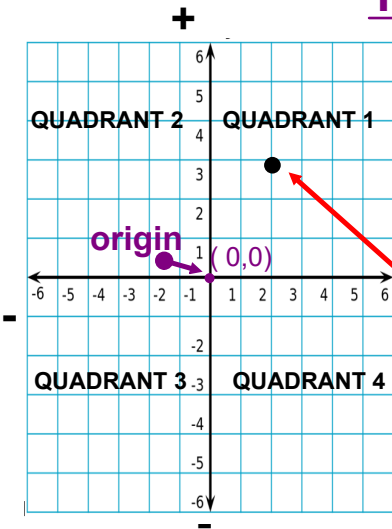 +
6
5
QUADRANT 2 QUADRANT 1
4
3
2
origin
1 ( 0,0)
-6 -5 -4 -3 -2 -1 1 2 3 4 5 6
-
-2
QUADRANT 3 -3 QUADRANT 4
-4
-5
-6
-